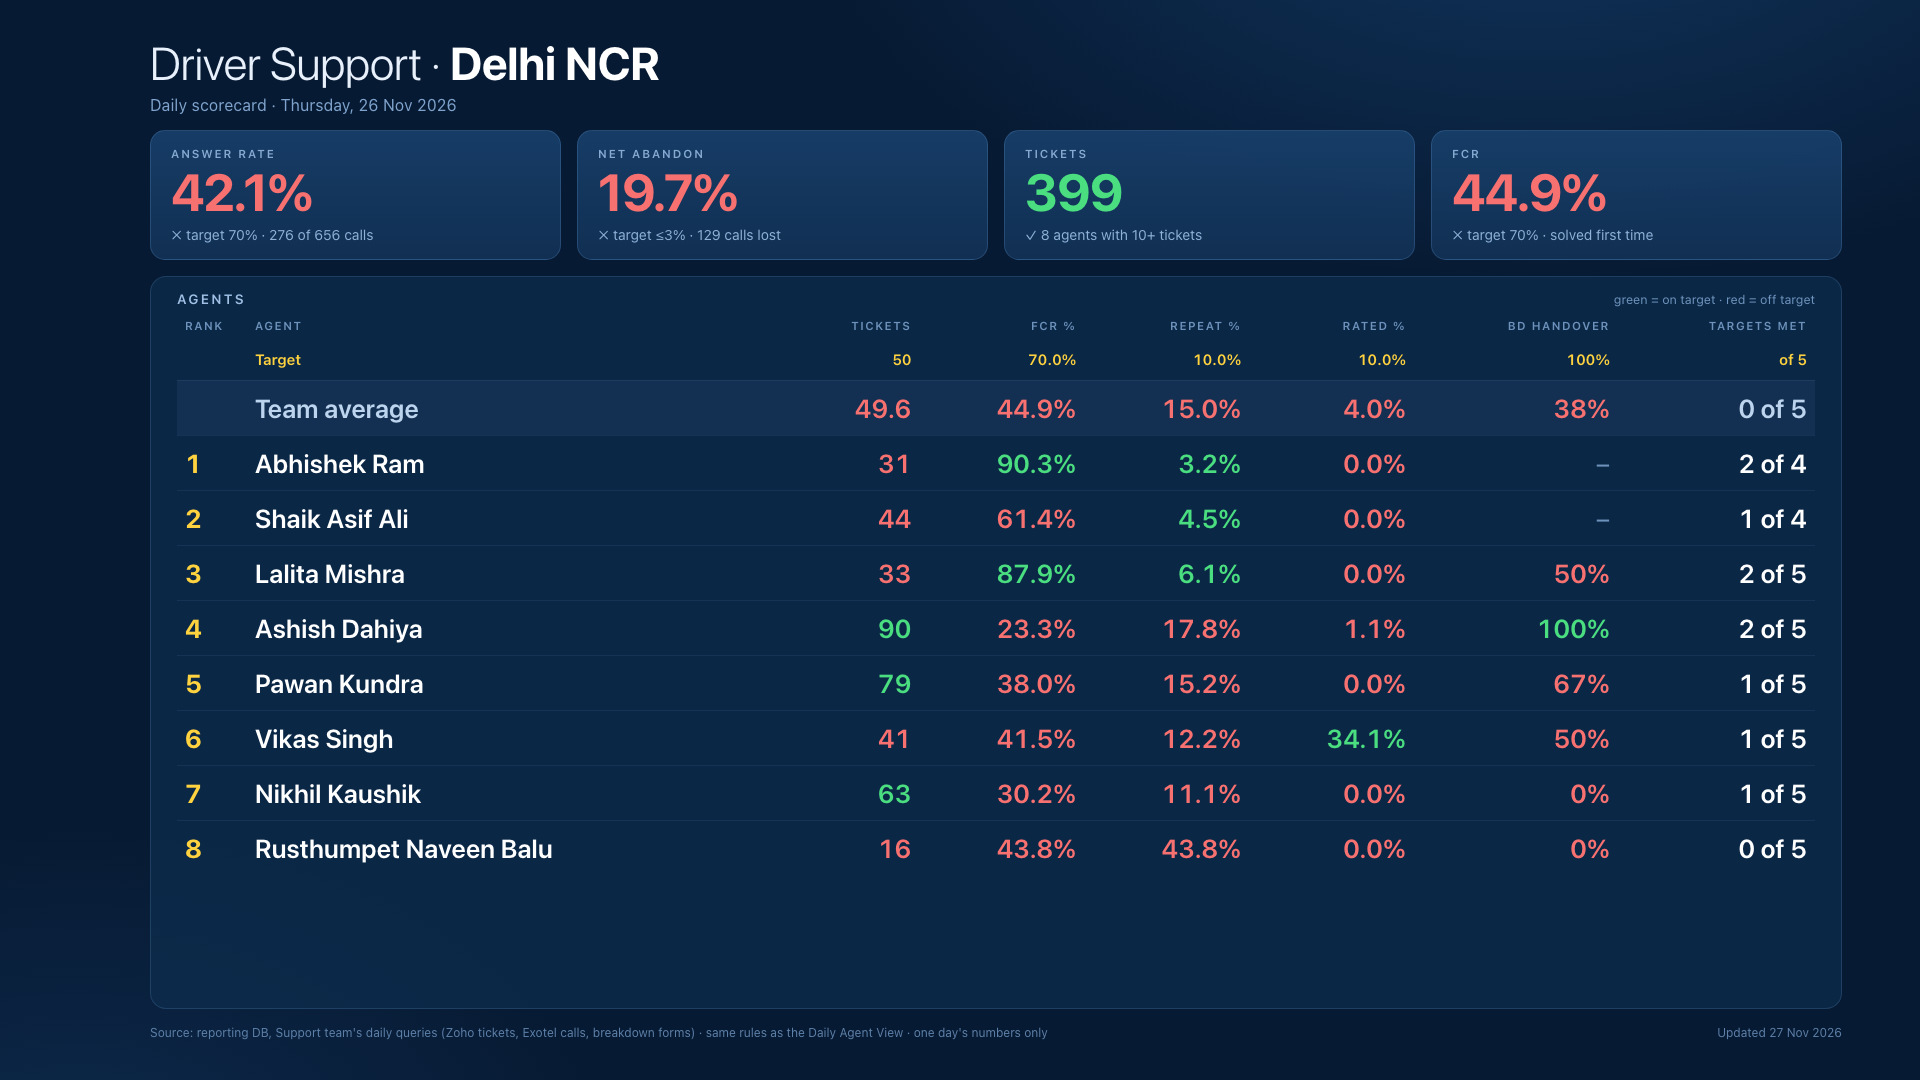 Driver Support · Delhi NCR
Daily scorecard · Thursday, 26 Nov 2026
ANSWER RATE
42.1%
✕ target 70% · 276 of 656 calls
NET ABANDON
19.7%
✕ target ≤3% · 129 calls lost
TICKETS
399
✓ 8 agents with 10+ tickets
FCR
44.9%
✕ target 70% · solved first time
AGENTS
green = on target · red = off target
RANK AGENT TICKETS FCR % REPEAT % RATED % BD HANDOVER TARGETS MET
Target 50 70.0% 10.0% 10.0% 100% of 5
Team average 49.6 44.9% 15.0% 4.0% 38% 0 of 5
1 Abhishek Ram 31 90.3% 3.2% 0.0% – 2 of 4
2 Shaik Asif Ali 44 61.4% 4.5% 0.0% – 1 of 4
3 Lalita Mishra 33 87.9% 6.1% 0.0% 50% 2 of 5
4 Ashish Dahiya 90 23.3% 17.8% 1.1% 100% 2 of 5
5 Pawan Kundra 79 38.0% 15.2% 0.0% 67% 1 of 5
6 Vikas Singh 41 41.5% 12.2% 34.1% 50% 1 of 5
7 Nikhil Kaushik 63 30.2% 11.1% 0.0% 0% 1 of 5
8 Rusthumpet Naveen Balu 16 43.8% 43.8% 0.0% 0% 0 of 5
Source: reporting DB, Support team's daily queries (Zoho tickets, Exotel calls, breakdown forms) · same rules as the Daily Agent View · one day's numbers only
Updated 27 Nov 2026